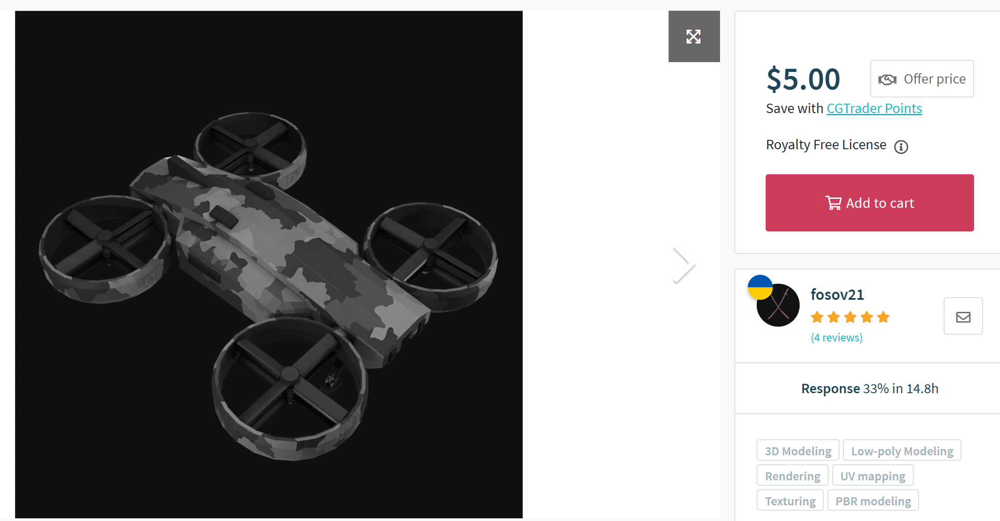 $5.00
Offer price
Save with CGTrader Points
Royalty Free License
Add to cart
fosov21
(4 reviews)
Response 33% in 14.8h
3D Modeling
Low-poly Modeling
Rendering
UV mapping
Texturing
PBR modeling